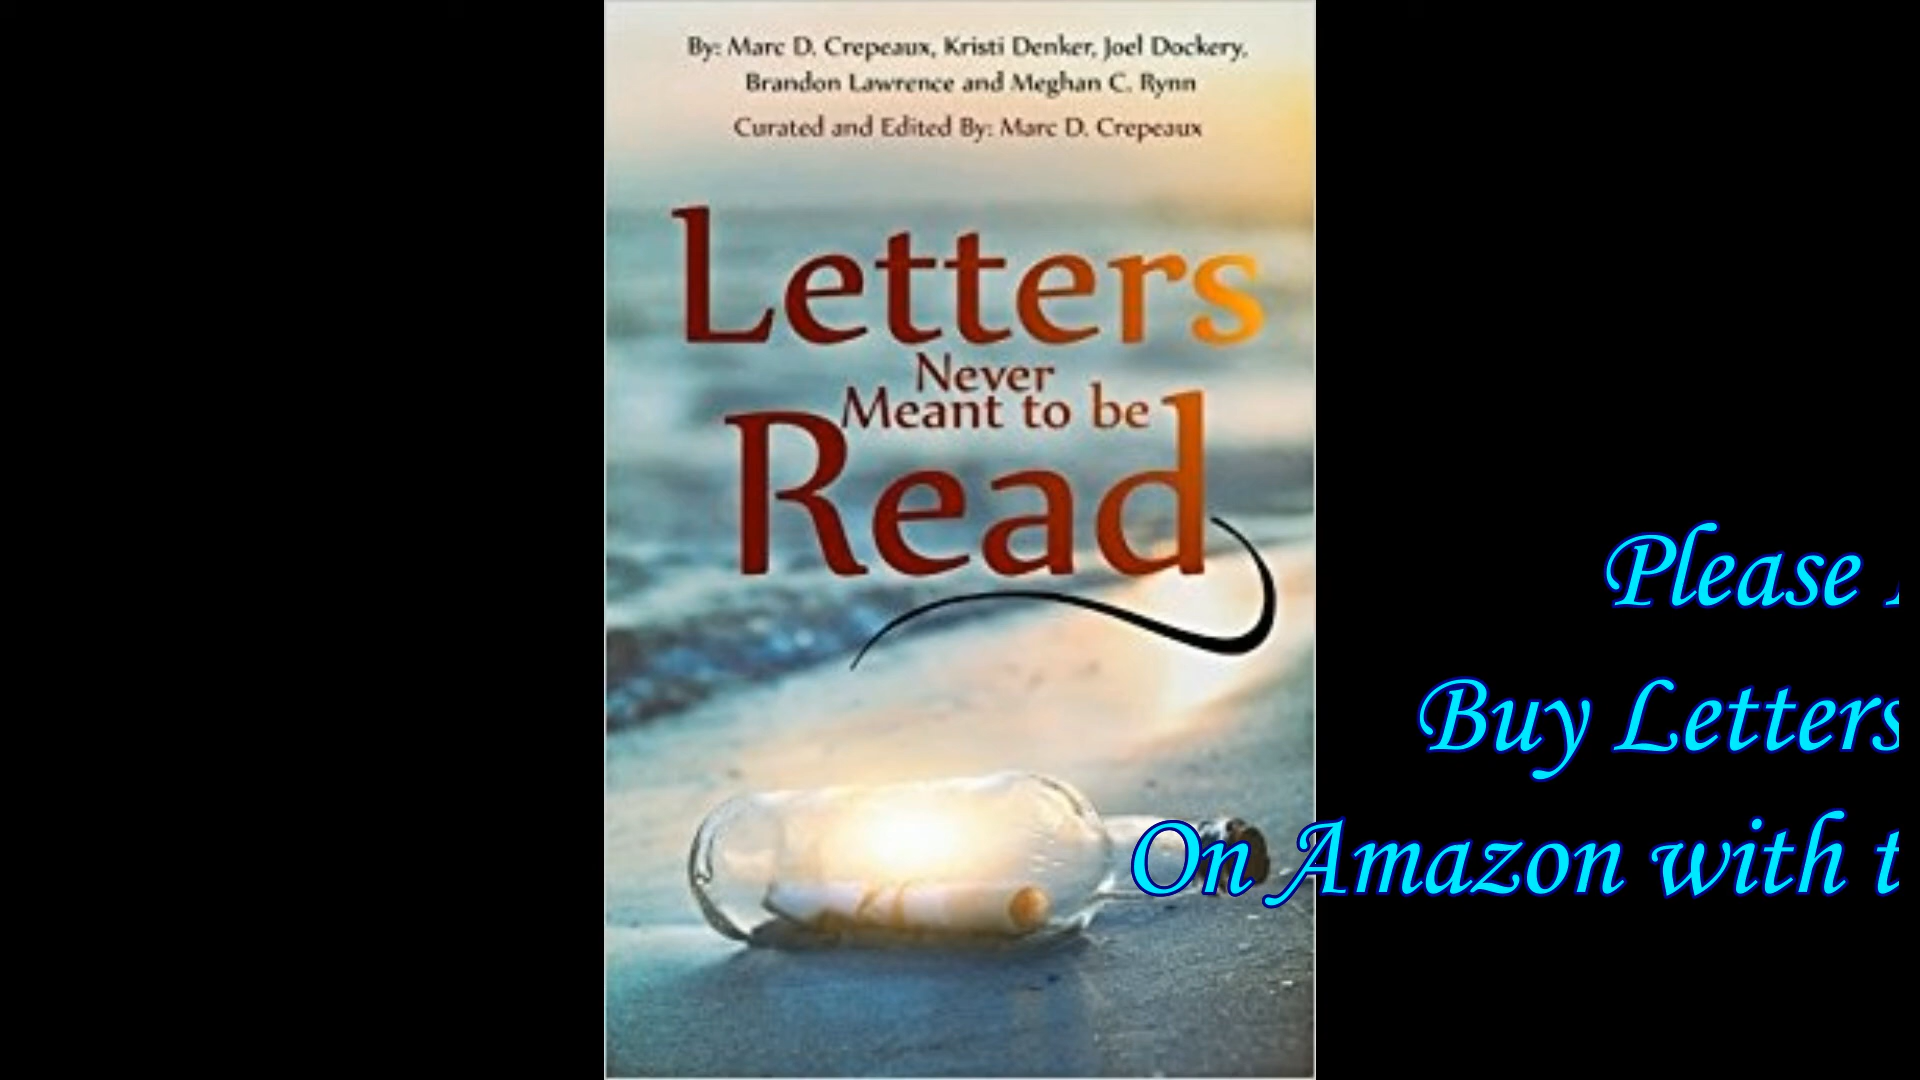 By: Marc D. Crepeaux, Kristi Denker, Joel Dockery,
Brandon Lawrence and Meghan C. Rynn
Curated and Edited By: Marc D. Crepeaux
Letters
Never
Meant to be
Read
Please
Buy Letters
On Amazon with